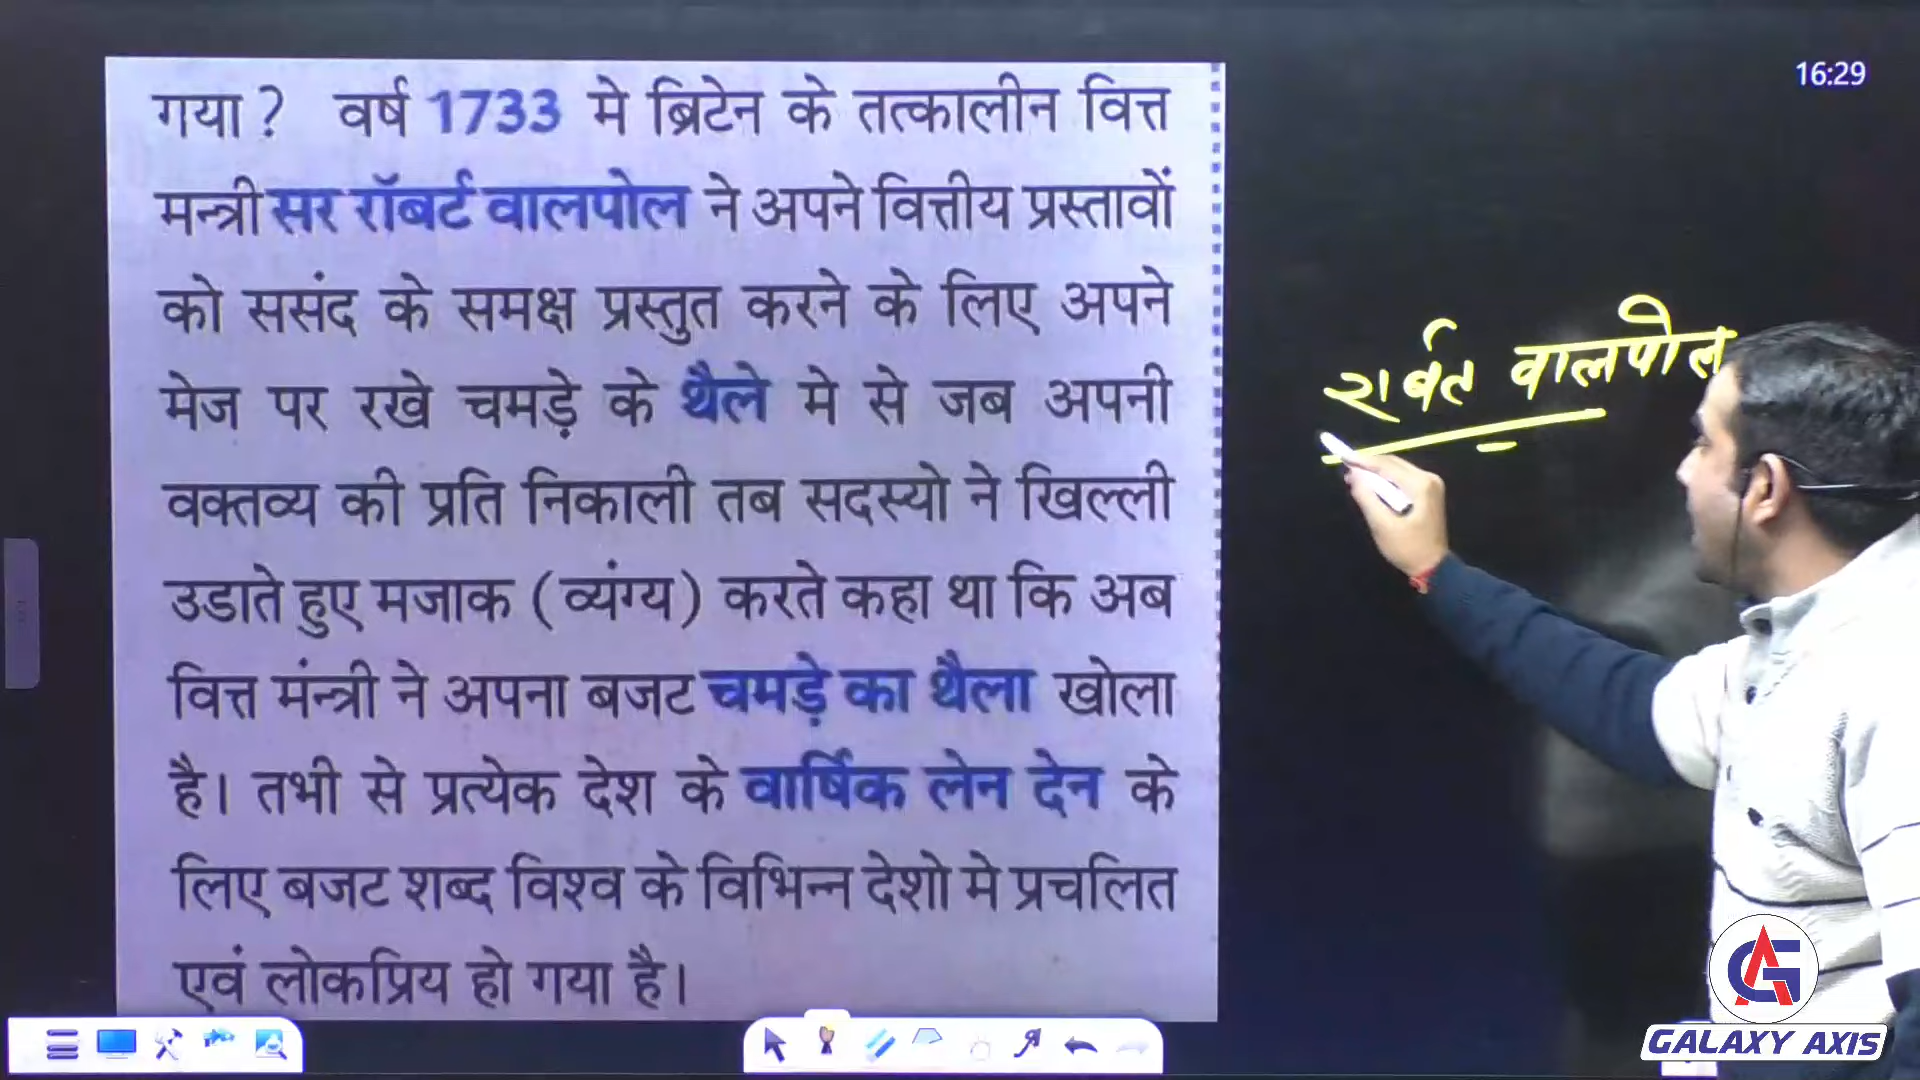 16:29
गया ? वर्ष 1733 मे ब्रिटेन के तत्कालीन वित्त
मन्त्री सर रॉबर्ट वालपोल ने अपने वित्तीय प्रस्तावों
को ससंद के समक्ष प्रस्तुत करने के लिए अपने
मेज पर रखे चमड़े के थैले मे से जब अपनी
वक्तव्य की प्रति निकाली तब सदस्यो ने खिल्ली
उडाते हुए मजाक ( व्यंग्य ) करते कहा था कि अब
वित्त मंन्त्री ने अपना बजट चमड़े का थैला खोला
है। तभी से प्रत्येक देश के वार्षिक लेन देन के
लिए बजट शब्द विश्व के विभिन्न देशो मे प्रचलित
एवं लोकप्रिय हो गया है।
वालपोल
GALAXY AXIS